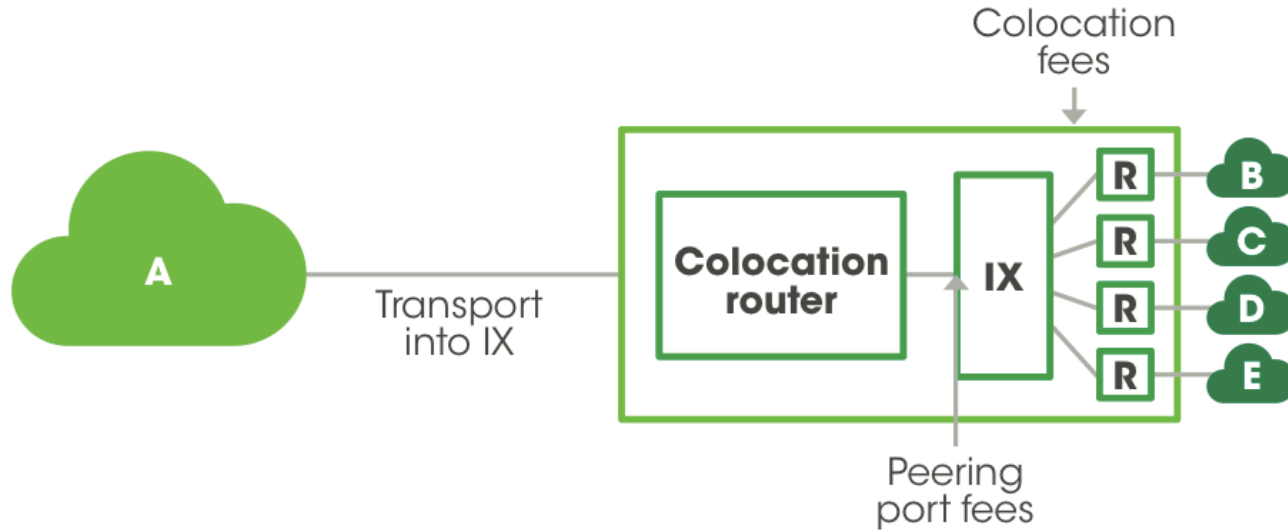 Colocation
fees
A
Transport
into IX
Colocation
router
IX
R
B
R
C
R
D
R
E
Peering
port fees